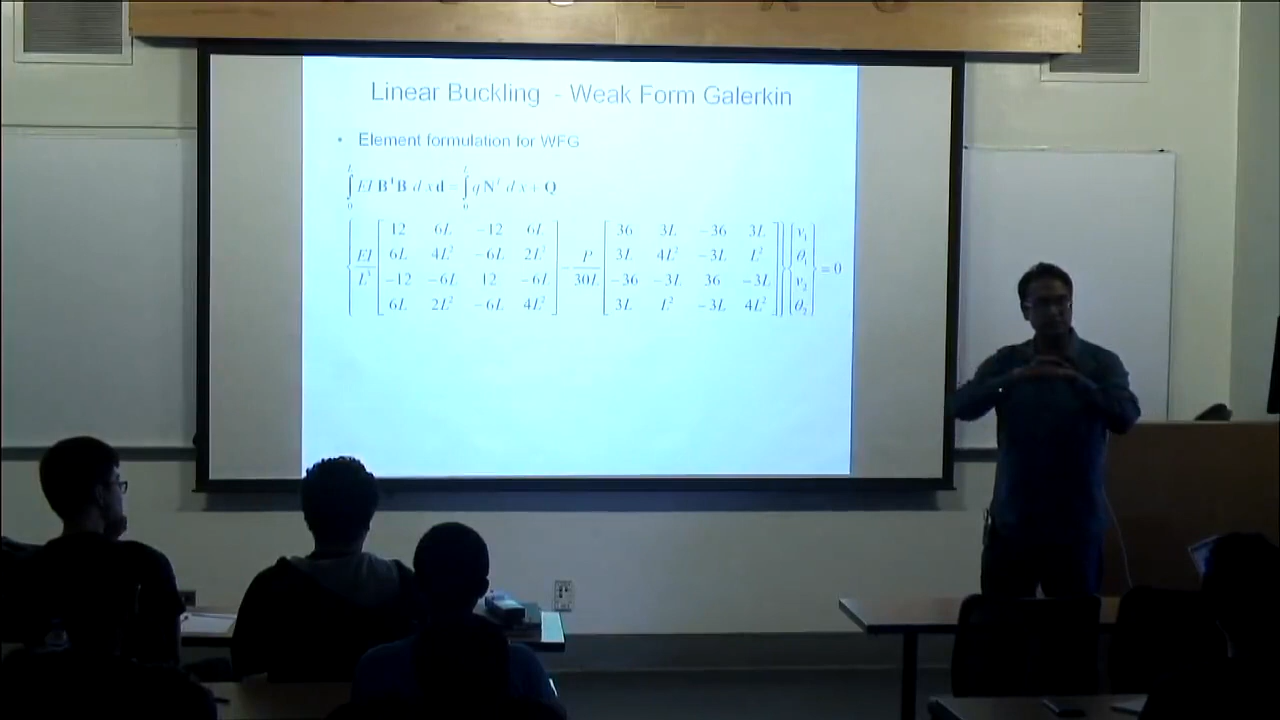 Linear Buckling - Weak Form Galerkin
• Element formulation for WFG
∫₀ᴸ EI BᵀB dx d = ∫₀ᴸ q Nᵀ dx + Q
{ EI/L³ [ 12 6L −12 6L
6L 4L² −6L 2L²
−12 −6L 12 −6L
6L 2L² −6L 4L² ] − P/30L [ 36 3L −36 3L
3L 4L² −3L L²
−36 −3L 36 −3L
3L L² −3L 4L² ] } { v₁ θ₁ v₂ θ₂ } = 0